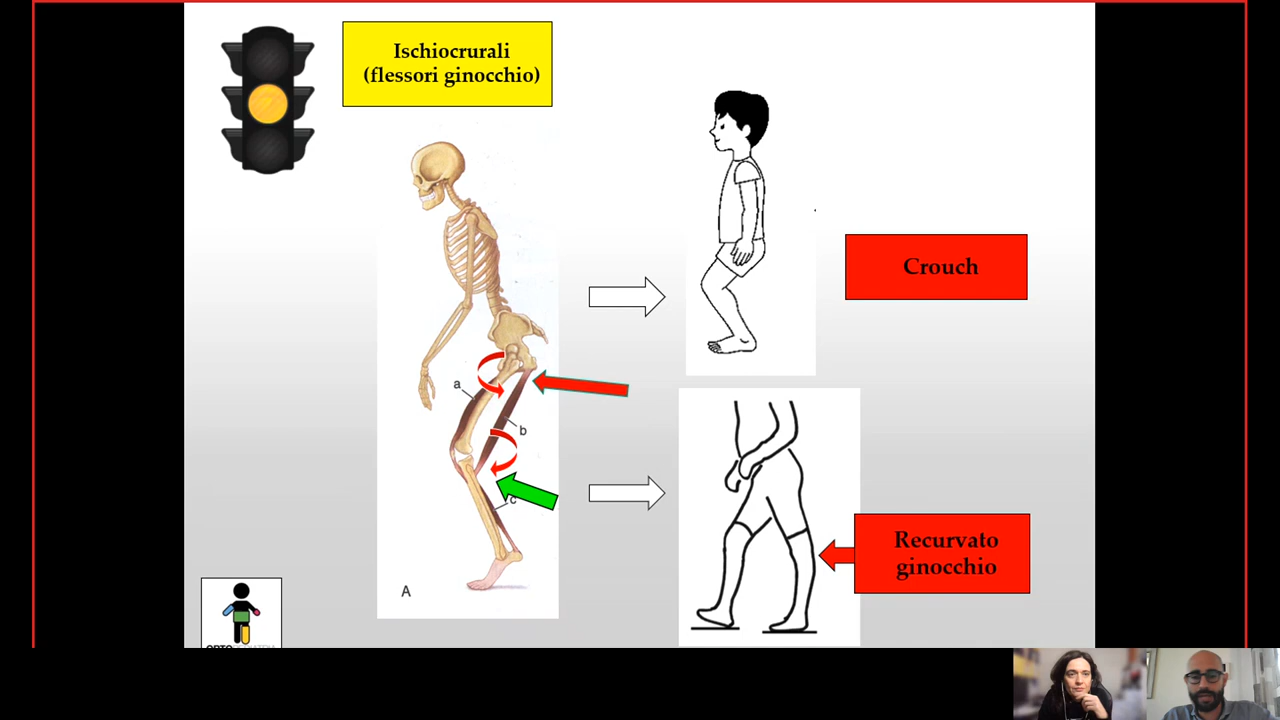 Ischiocrurali
(flessori ginocchio)
Crouch
a
b
c
Recurvato
ginocchio
A